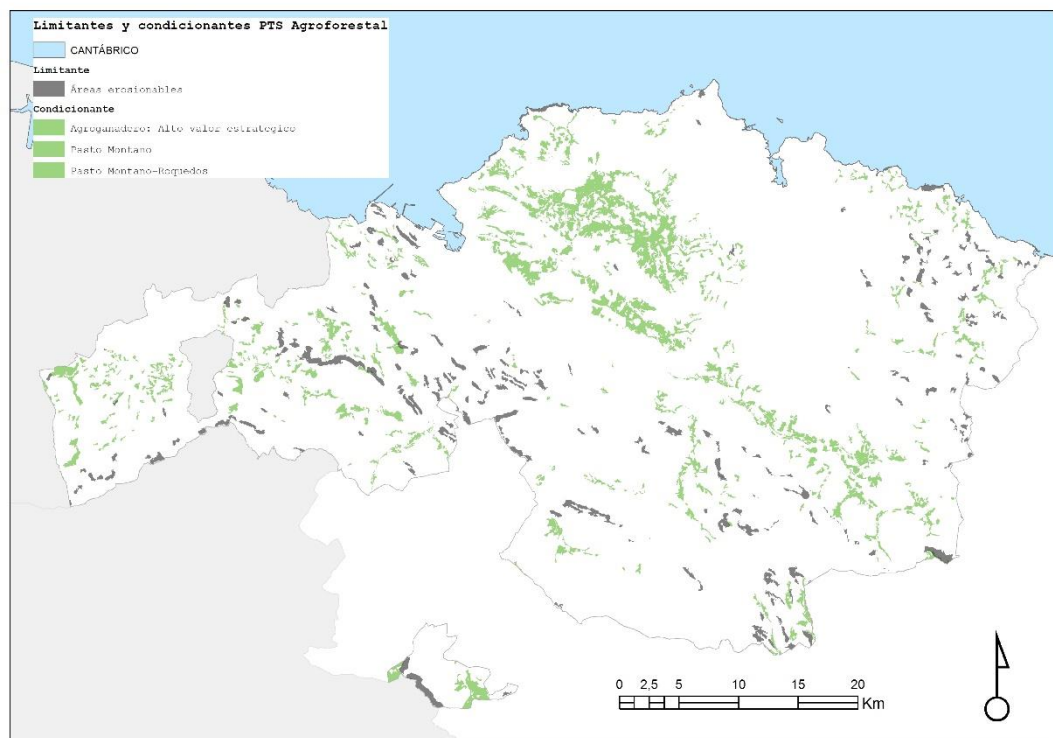 Limitantes y condicionantes PTS Agroforestal
CANTÁBRICO
Limitante
Áreas erosionables
Condicionante
Agroganadero: Alto valor estrategico
Pasto Montano
Pasto Montano-Roquedos
0 2,5 5 10 15 20
Km